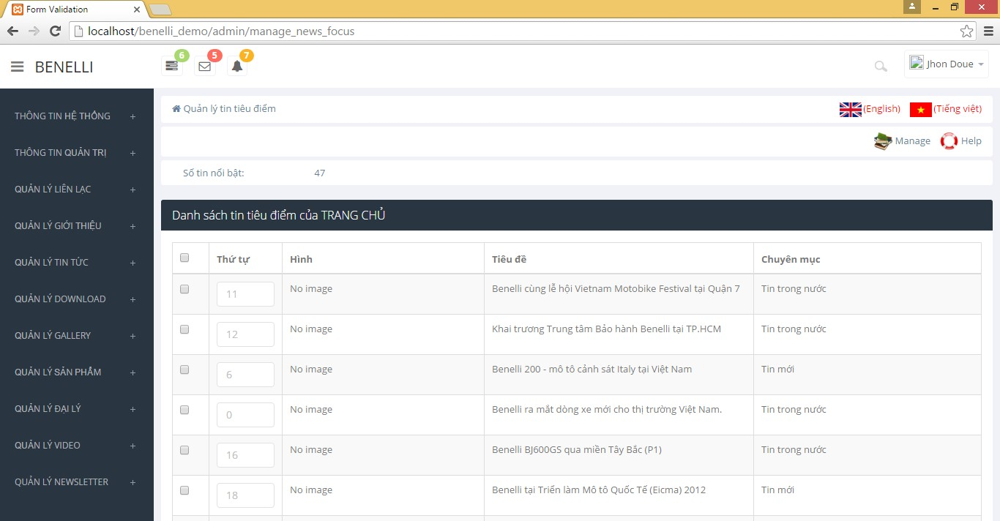 Form Validation
localhost/benelli_demo/admin/manage_news_focus
BENELLI
6
5
7
Jhon Doue
THÔNG TIN HỆ THỐNG +
THÔNG TIN QUẢN TRỊ +
QUẢN LÝ LIÊN LẠC +
QUẢN LÝ GIỚI THIỆU +
QUẢN LÝ TIN TỨC +
QUẢN LÝ DOWNLOAD +
QUẢN LÝ GALLERY +
QUẢN LÝ SẢN PHẨM +
QUẢN LÝ ĐẠI LÝ +
QUẢN LÝ VIDEO +
QUẢN LÝ NEWSLETTER +
Quản lý tin tiêu điểm (English) (Tiếng việt)
Manage Help
Số tin nổi bật: 47
Danh sách tin tiêu điểm của TRANG CHỦ
Thứ tự Hình Tiêu đề Chuyên mục
11 No image Benelli cùng lễ hội Vietnam Motobike Festival tại Quận 7 Tin trong nước
12 No image Khai trương Trung tâm Bảo hành Benelli tại TP.HCM Tin trong nước
6 No image Benelli 200 - mô tô cảnh sát Italy tại Việt Nam Tin mới
0 No image Benelli ra mắt dòng xe mới cho thị trường Việt Nam. Tin trong nước
16 No image Benelli BJ600GS qua miền Tây Bắc (P1) Tin trong nước
18 No image Benelli tại Triển làm Mô tô Quốc Tế (Eicma) 2012 Tin mới